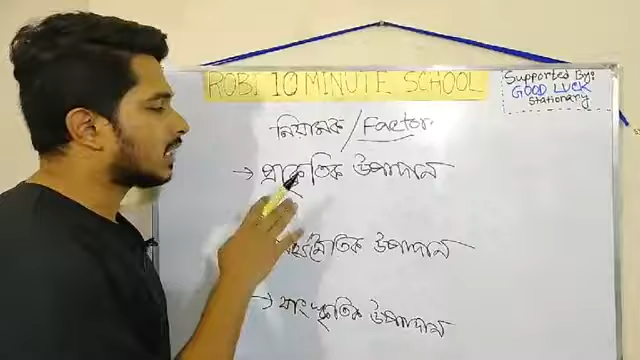 ROBI 10 MINUTE SCHOOL
Supported By:
GOOD LUCK
Stationary
নিয়ামক / Factor
→ প্রাকৃতিক উপাদান
উপাদান
→ সাংস্কৃতিক উপাদান